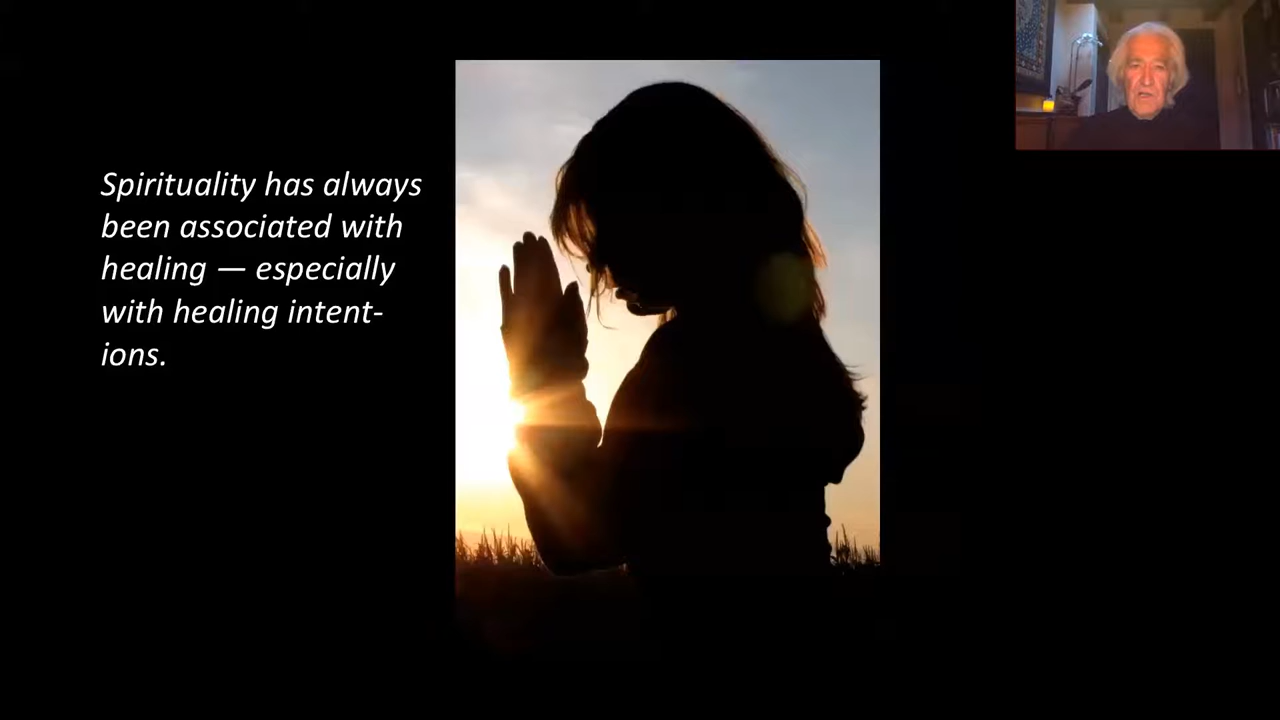 Spirituality has always
been associated with
healing — especially
with healing intent-
ions.